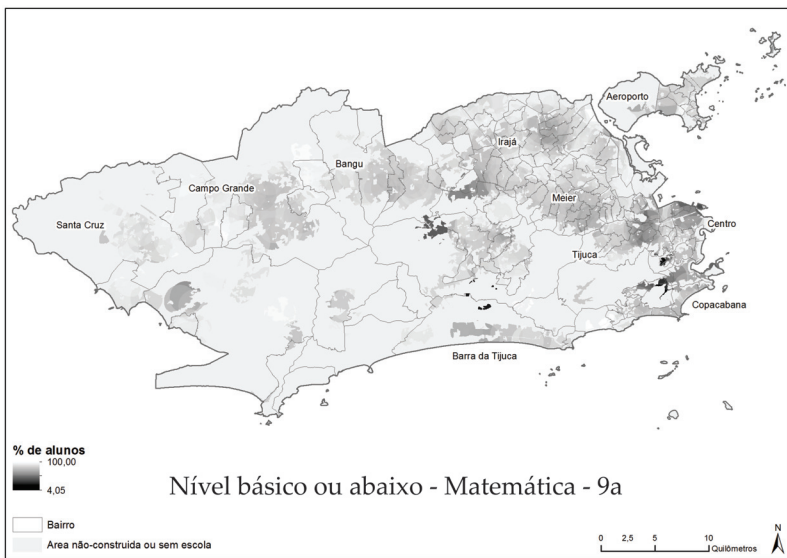 Aeroporto
Irajá
Bangu
Campo Grande
Meier
Santa Cruz
Centro
Tijuca
Copacabana
Barra da Tijuca
% de alunos
100,00
4,05
Nível básico ou abaixo - Matemática - 9a
Bairro
Area não-construida ou sem escola
0 2,5 5 10
Quilômetros
N